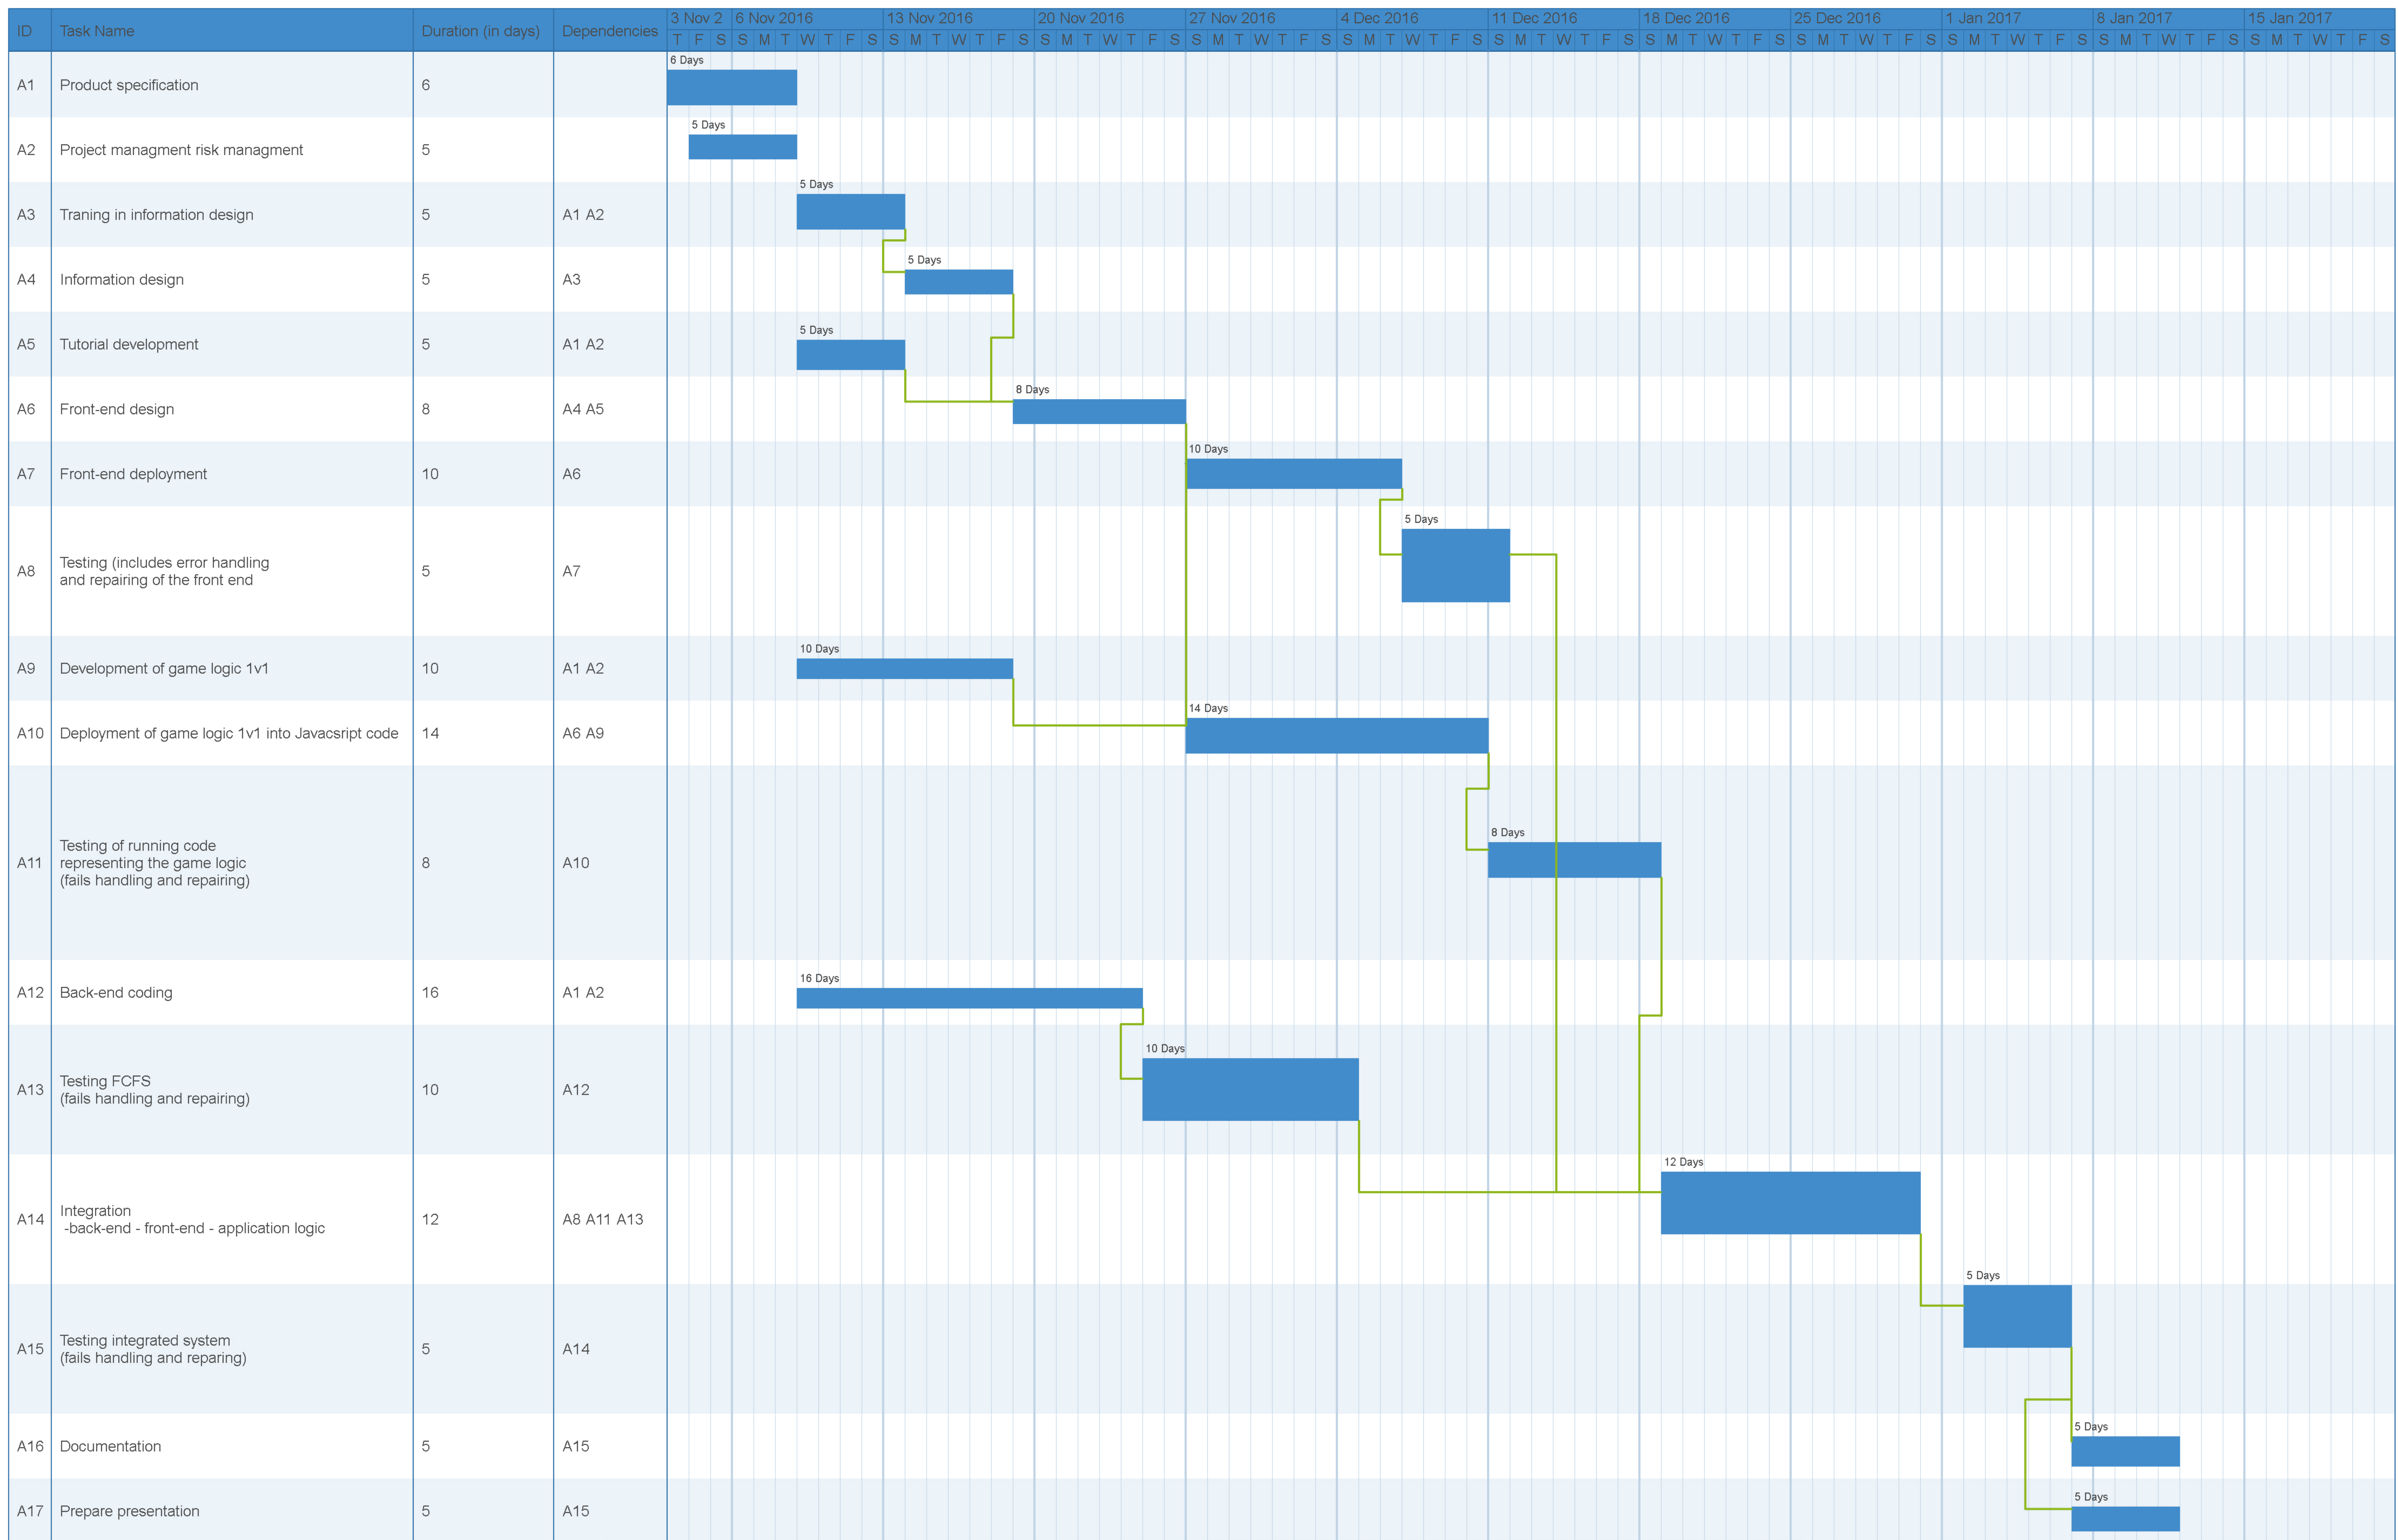 ID Task Name Duration (in days) Dependencies 3 Nov 2 6 Nov 2016 13 Nov 2016 20 Nov 2016 27 Nov 2016 4 Dec 2016 11 Dec 2016 18 Dec 2016 25 Dec 2016 1 Jan 2017 8 Jan 2017 15 Jan 2017
T F S S M T W T F S S M T W T F S S M T W T F S S M T W T F S S M T W T F S S M T W T F S S M T W T F S S M T W T F S S M T W T F S S M T W T F S S M T W T F S
6 Days
A1 Product specification 6
5 Days
A2 Project managment risk managment 5
5 Days
A3 Traning in information design 5 A1 A2
5 Days
A4 Information design 5 A3
5 Days
A5 Tutorial development 5 A1 A2
8 Days
A6 Front-end design 8 A4 A5
10 Days
A7 Front-end deployment 10 A6
5 Days
A8 Testing (includes error handling
and repairing of the front end 5 A7
10 Days
A9 Development of game logic 1v1 10 A1 A2
14 Days
A10 Deployment of game logic 1v1 into Javacsript code 14 A6 A9
8 Days
A11 Testing of running code
representing the game logic 8 A10
(fails handling and repairing)
16 Days
A12 Back-end coding 16 A1 A2
10 Days
A13 Testing FCFS
(fails handling and repairing) 10 A12
12 Days
A14 Integration
-back-end - front-end - application logic 12 A8 A11 A13
5 Days
A15 Testing integrated system
(fails handling and reparing) 5 A14
5 Days
A16 Documentation 5 A15
5 Days
A17 Prepare presentation 5 A15